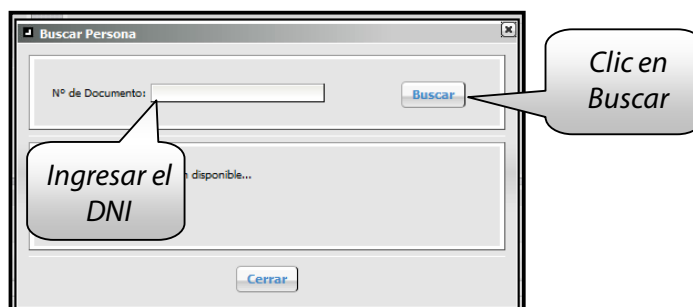 Buscar Persona
Nº de Documento:
Buscar
Clic en
Buscar
Ingresar el
DNI
disponible...
Cerrar